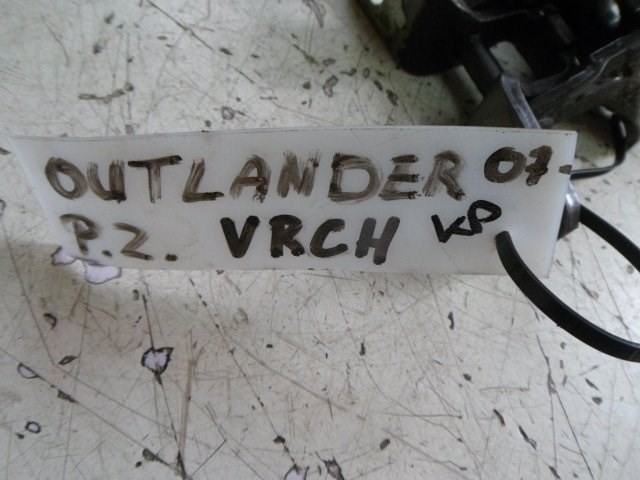 OUTLANDER 07-
P.Z. VRCH KP